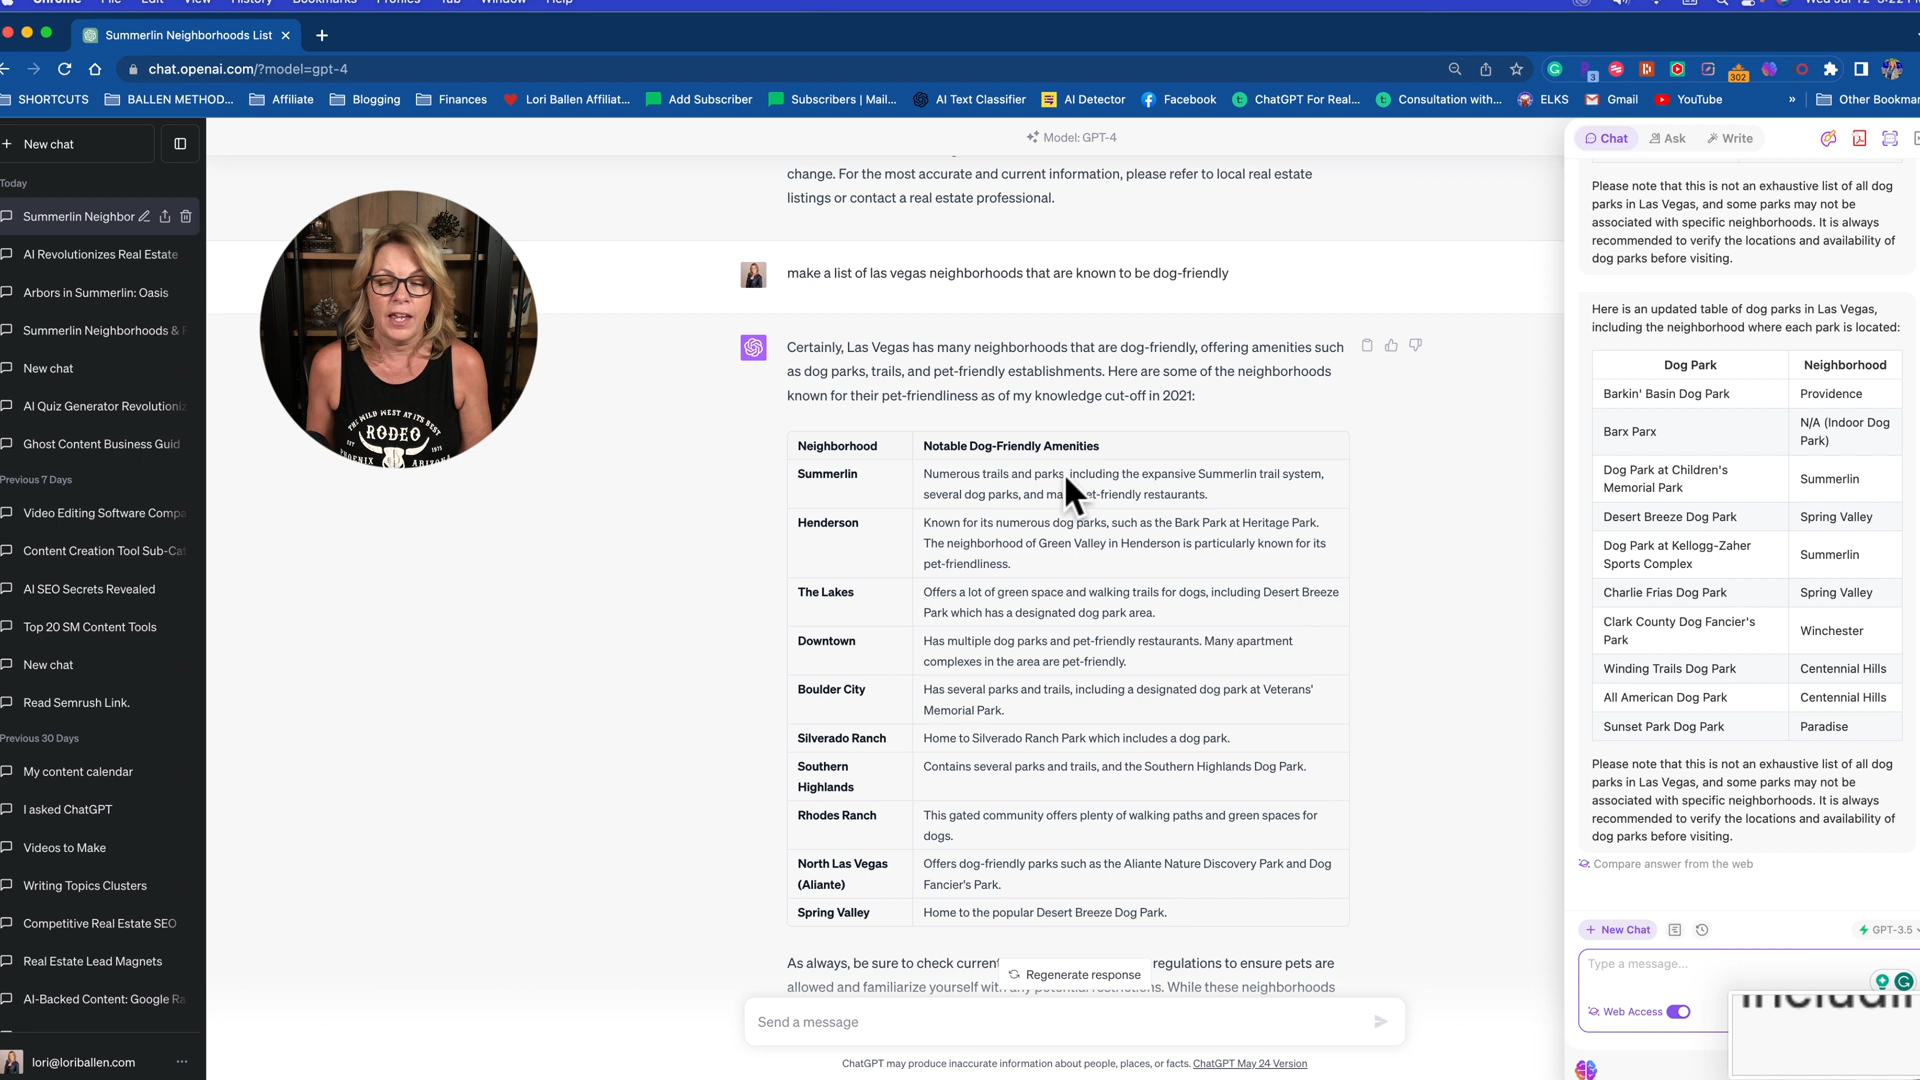 Chrome File Edit View History Bookmarks Profiles Tab Window Help
Summerlin Neighborhoods List
chat.openai.com/?model=gpt-4
3
302
SHORTCUTS
BALLEN METHOD...
Affiliate
Blogging
Finances
Lori Ballen Affiliat...
Add Subscriber
Subscribers | Mail...
AI Text Classifier
AI Detector
Facebook
ChatGPT For Real...
Consultation with...
ELKS
Gmail
YouTube
»
Other Bookmar
+ New chat
Today
Summerlin Neighbor
AI Revolutionizes Real Estate
Arbors in Summerlin: Oasis
Summerlin Neighborhoods &
New chat
AI Quiz Generator Revolutioniz
Ghost Content Business Guid
Previous 7 Days
Video Editing Software Compa
Content Creation Tool Sub-Cat
AI SEO Secrets Revealed
Top 20 SM Content Tools
New chat
Read Semrush Link.
Previous 30 Days
My content calendar
I asked ChatGPT
Videos to Make
Writing Topics Clusters
Competitive Real Estate SEO
Real Estate Lead Magnets
AI-Backed Content: Google Ra
lori@loriballen.com
THE WILD WEST AT ITS BEST
RODEO
EST 1975
PHOENIX ARIZONA
Model: GPT-4
change. For the most accurate and current information, please refer to local real estate
listings or contact a real estate professional.
make a list of las vegas neighborhoods that are known to be dog-friendly
Certainly, Las Vegas has many neighborhoods that are dog-friendly, offering amenities such
as dog parks, trails, and pet-friendly establishments. Here are some of the neighborhoods
known for their pet-friendliness as of my knowledge cut-off in 2021:
Neighborhood Notable Dog-Friendly Amenities
Summerlin Numerous trails and parks, including the expansive Summerlin trail system,
several dog parks, and ma et-friendly restaurants.
Henderson Known for its numerous dog parks, such as the Bark Park at Heritage Park.
The neighborhood of Green Valley in Henderson is particularly known for its
pet-friendliness.
The Lakes Offers a lot of green space and walking trails for dogs, including Desert Breeze
Park which has a designated dog park area.
Downtown Has multiple dog parks and pet-friendly restaurants. Many apartment
complexes in the area are pet-friendly.
Boulder City Has several parks and trails, including a designated dog park at Veterans'
Memorial Park.
Silverado Ranch Home to Silverado Ranch Park which includes a dog park.
Southern Contains several parks and trails, and the Southern Highlands Dog Park.
Highlands
Rhodes Ranch This gated community offers plenty of walking paths and green spaces for
dogs.
North Las Vegas Offers dog-friendly parks such as the Aliante Nature Discovery Park and Dog
(Aliante) Fancier's Park.
Spring Valley Home to the popular Desert Breeze Dog Park.
As always, be sure to check current regulations to ensure pets are
allowed and familiarize yourself with any potential restrictions. While these neighborhoods
Regenerate response
Send a message
ChatGPT may produce inaccurate information about people, places, or facts. ChatGPT May 24 Version
Chat
Ask
Write
Please note that this is not an exhaustive list of all dog
parks in Las Vegas, and some parks may not be
associated with specific neighborhoods. It is always
recommended to verify the locations and availability of
dog parks before visiting.
Here is an updated table of dog parks in Las Vegas,
including the neighborhood where each park is located:
Dog Park Neighborhood
Barkin' Basin Dog Park Providence
Barx Parx N/A (Indoor Dog
Park)
Dog Park at Children's
Memorial Park Summerlin
Desert Breeze Dog Park Spring Valley
Dog Park at Kellogg-Zaher
Sports Complex Summerlin
Charlie Frias Dog Park Spring Valley
Clark County Dog Fancier's
Park Winchester
Winding Trails Dog Park Centennial Hills
All American Dog Park Centennial Hills
Sunset Park Dog Park Paradise
Please note that this is not an exhaustive list of all dog
parks in Las Vegas, and some parks may not be
associated with specific neighborhoods. It is always
recommended to verify the locations and availability of
dog parks before visiting.
Compare answer from the web
+ New Chat
GPT-3.5
Type a message...
Web Access